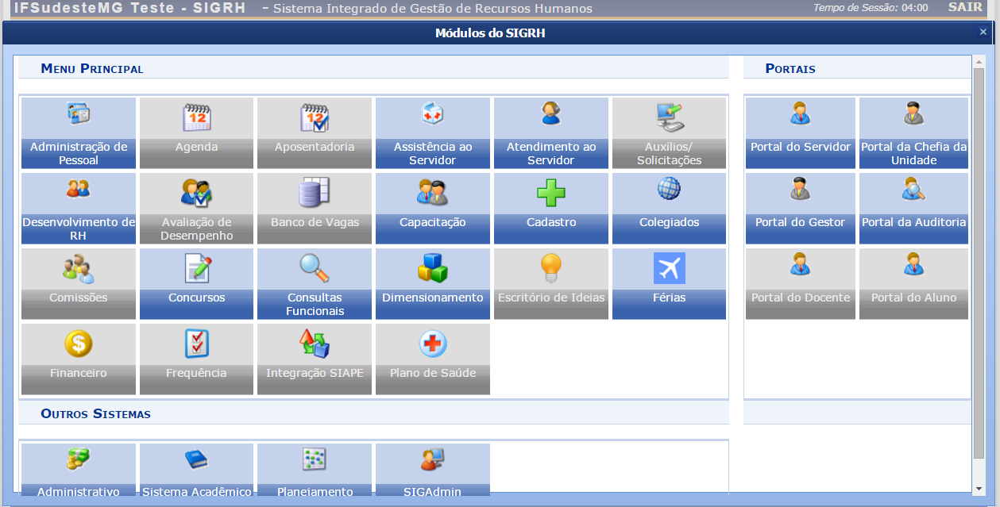 IFSudesteMG Teste - SIGRH - Sistema Integrado de Gestão de Recursos Humanos Tempo de Sessão: 04:00 SAIR
Módulos do SIGRH
Menu Principal
12
12
Administração de
Pessoal
Agenda
Aposentadoria
Assistência ao
Servidor
Atendimento ao
Servidor
Auxílios/
Solicitações
Desenvolvimento de
RH
Avaliação de
Desempenho
Banco de Vagas
Capacitação
Cadastro
Colegiados
Comissões
Concursos
Consultas
Funcionais
Dimensionamento
Escritório de Ideias
Férias
Financeiro
Frequência
Integração SIAPE
Plano de Saúde
Portais
Portal do Servidor
Portal da Chefia da
Unidade
Portal do Gestor
Portal da Auditoria
Portal do Docente
Portal do Aluno
Outros Sistemas
Administrativo
Sistema Acadêmico
Planejamento
SIGAdmin